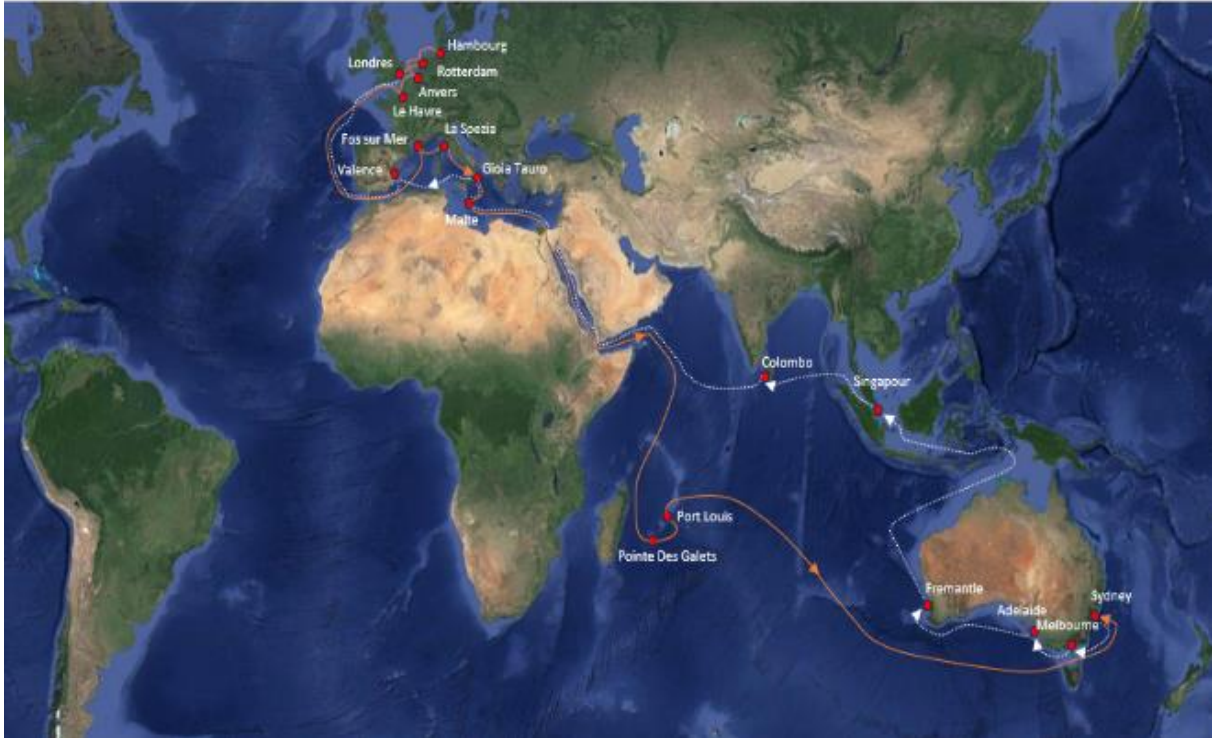 Hambourg
Londres
Rotterdam
Anvers
Le Havre
La Spezia
Fos sur Mer
Valence
Gioia Tauro
Malte
Colombo
Singapour
Port Louis
Pointe Des Galets
Fremantle
Sydney
Adelaide
Melbourne